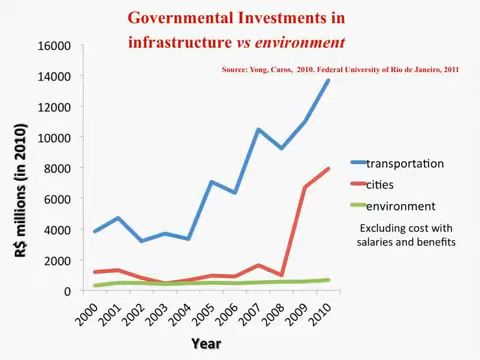 Governmental Investments in
infrastructure vs environment
Source: Yong, Caros, 2010. Federal University of Rio de Janeiro, 2011
16000
14000
12000
10000
8000
6000
4000
2000
0
R$ millions (in 2010)
2000
2001
2002
2003
2004
2005
2006
2007
2008
2009
2010
Year
transportation
cities
environment
Excluding cost with
salaries and benefits